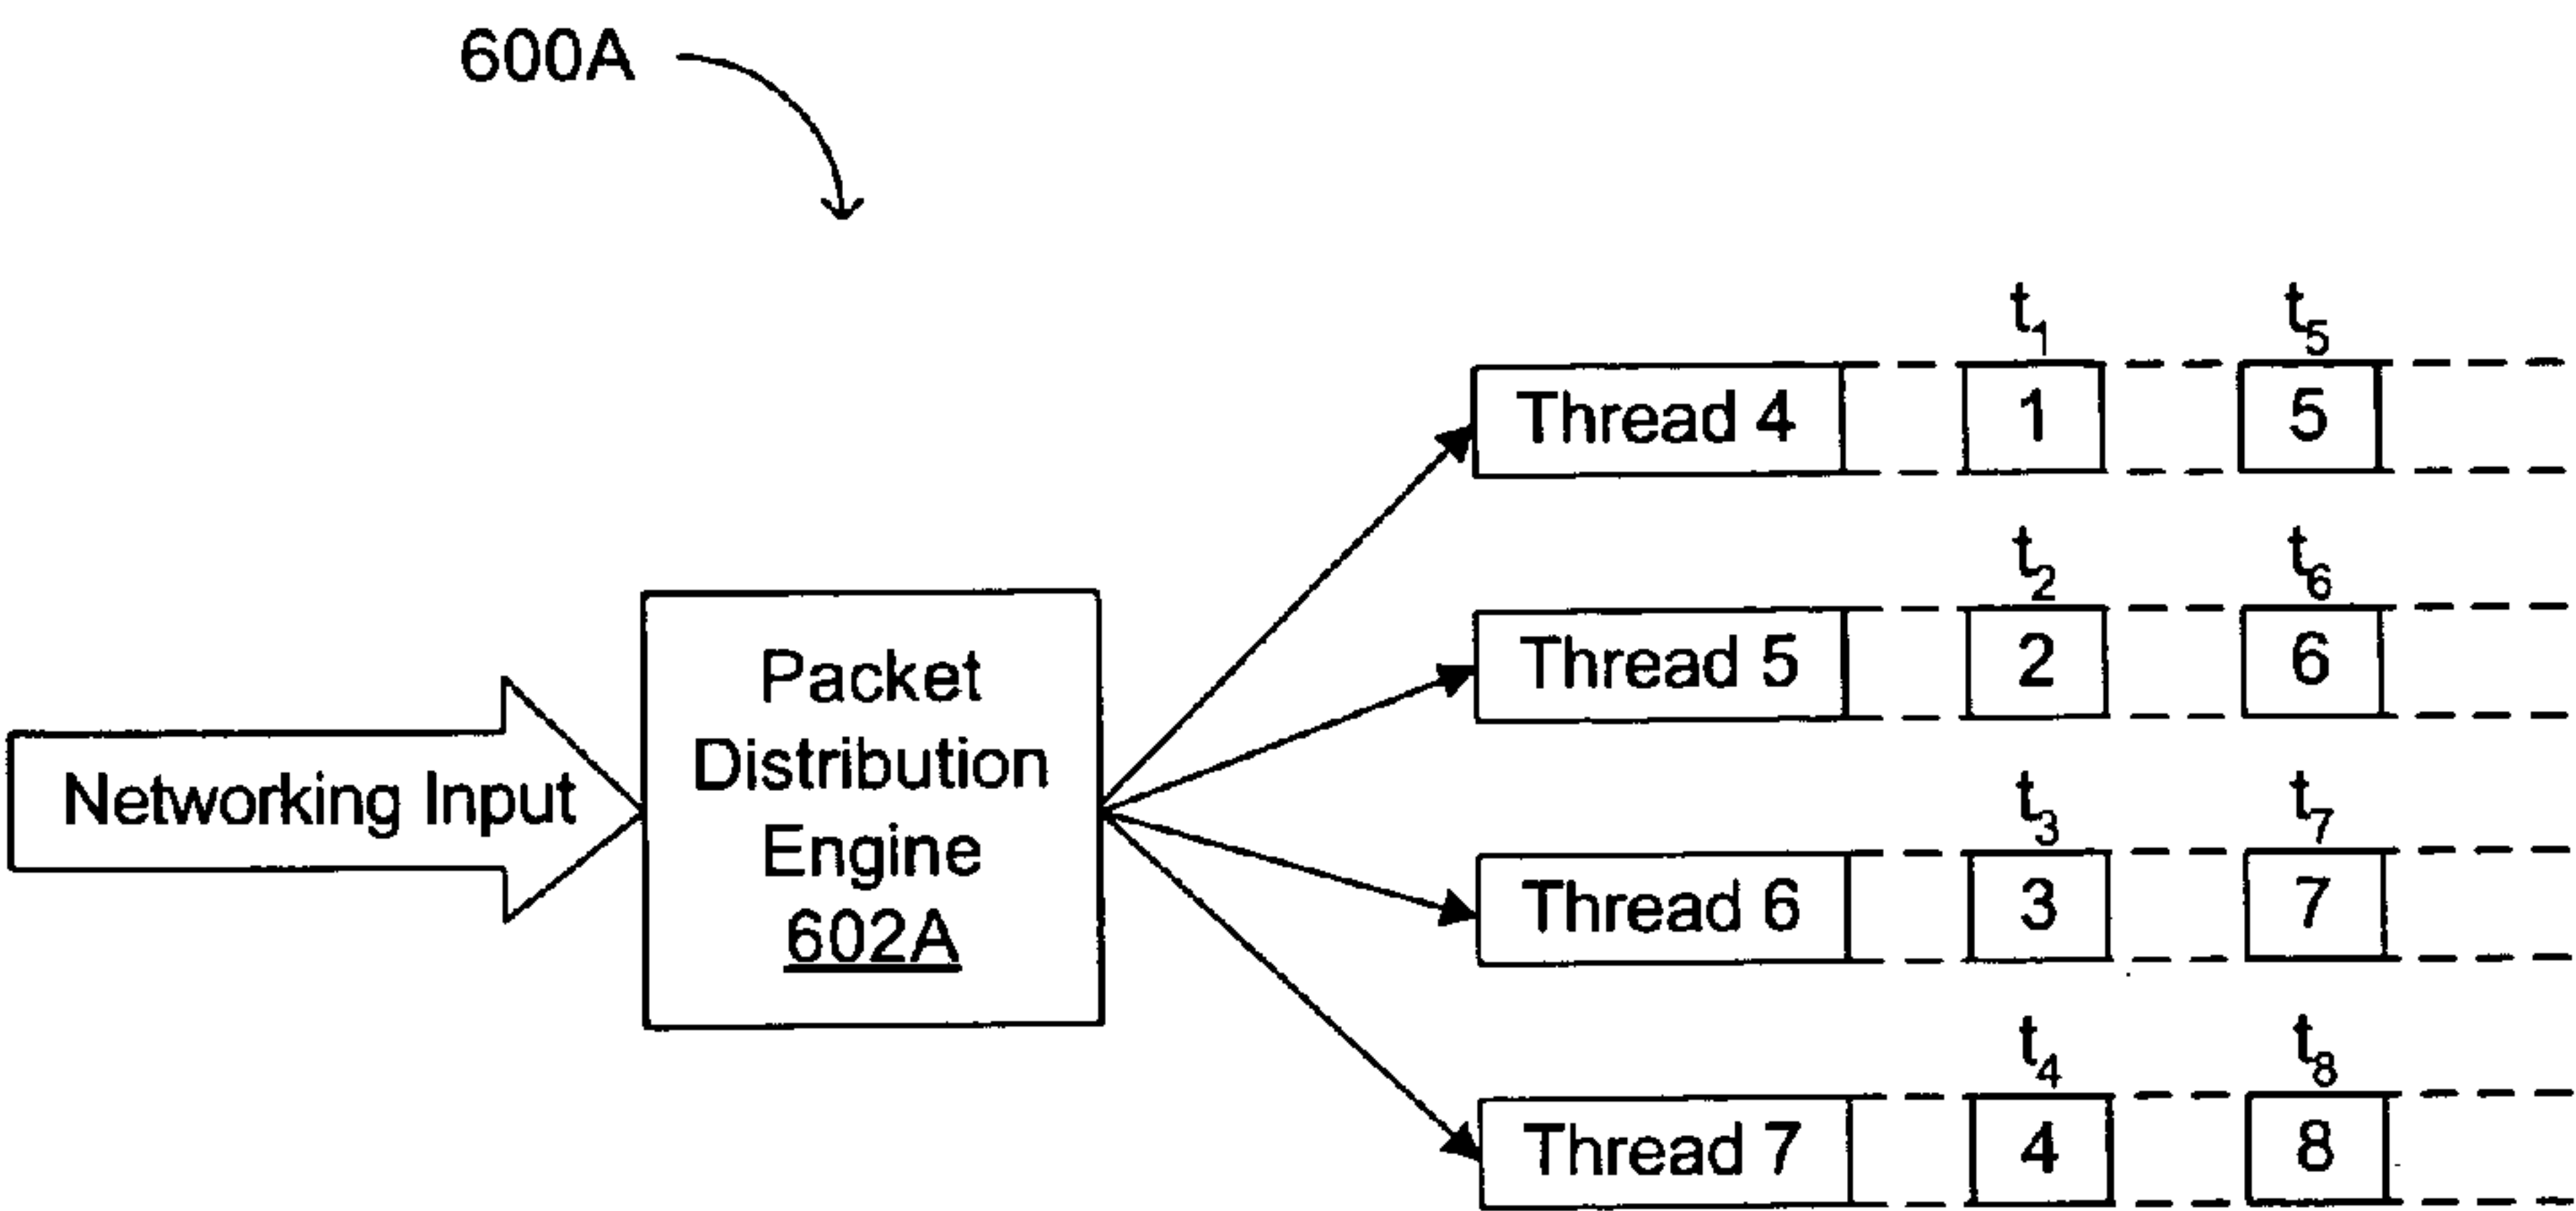 600A
Networking Input
Packet
Distribution
Engine
602A
t1 t5
Thread 4 1 5
t2 t6
Thread 5 2 6
t3 t7
Thread 6 3 7
t4 t8
Thread 7 4 8